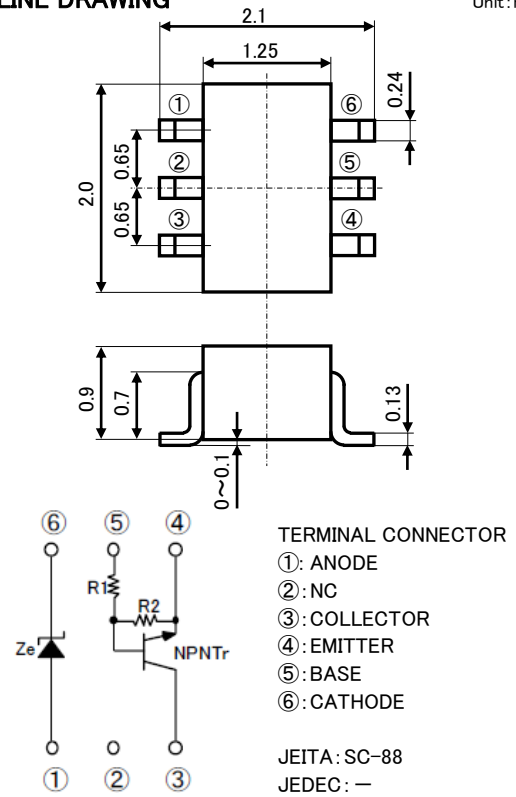 LINE DRAWING
Unit:
2.1
1.25
① ⑥
0.24
0.65
② ⑤
2.0
0.65
③ ④
0.9
0.7
0.13
0～0.1
⑥ ⑤ ④
R1
R2
Ze
NPNTr
① ② ③
TERMINAL CONNECTOR
①: ANODE
②: NC
③: COLLECTOR
④: EMITTER
⑤: BASE
⑥: CATHODE
JEITA: SC-88
JEDEC: －